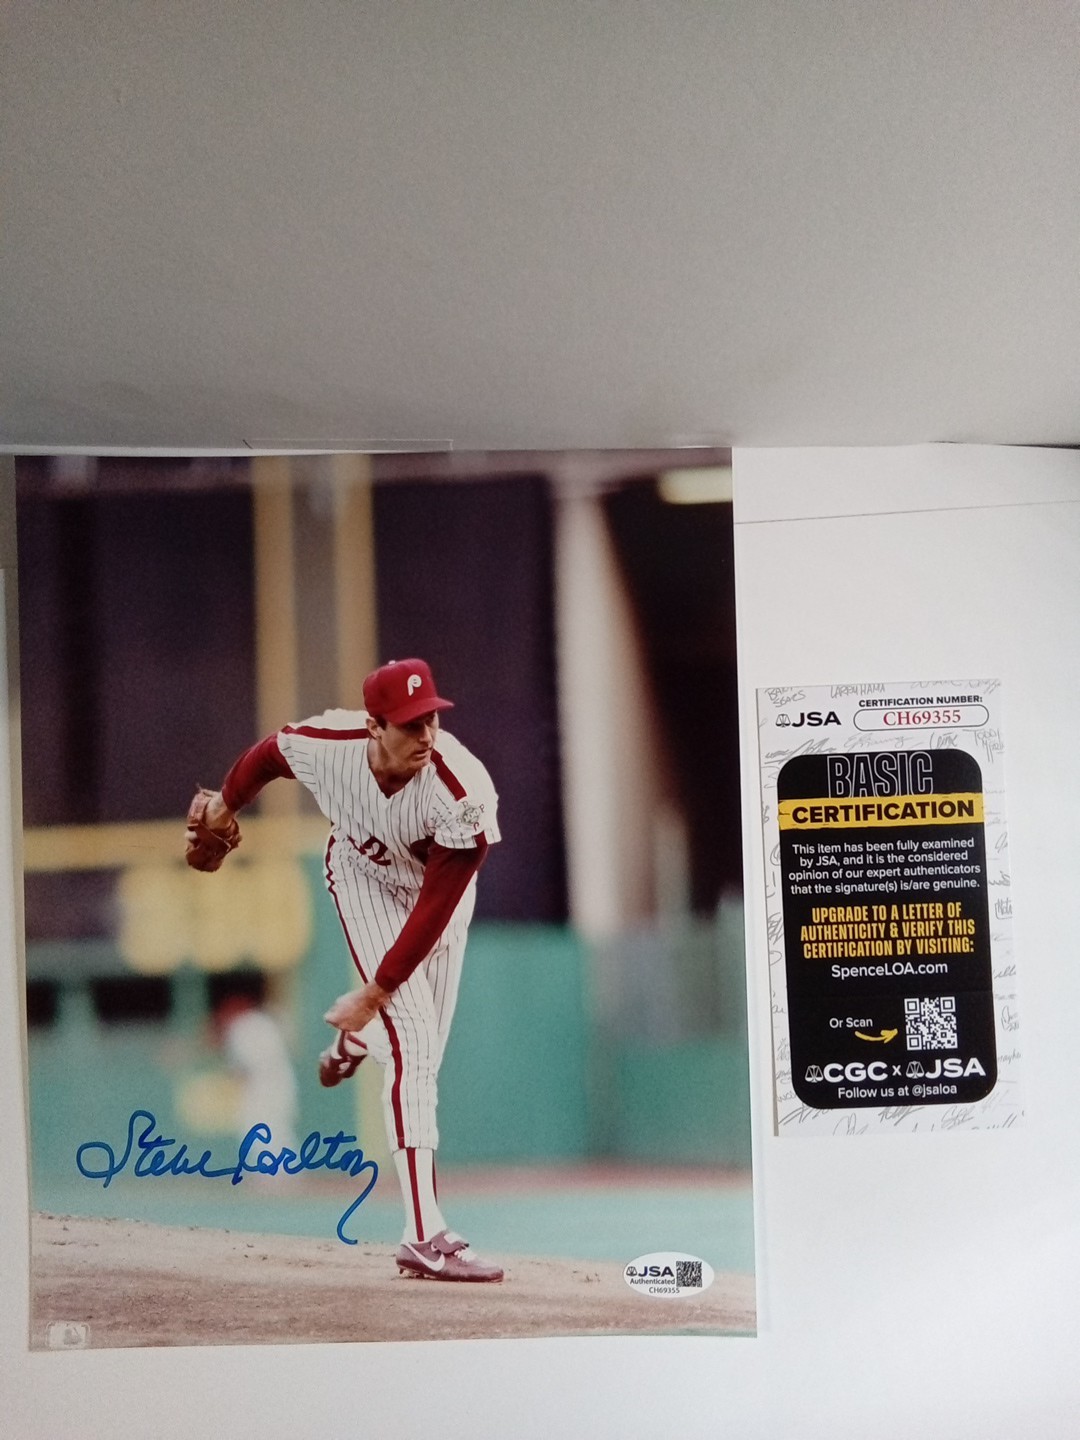 P
Steve Carlton
JSA
Authenticated
CH69355
LARRY HAMA
JSA
CERTIFICATION NUMBER:
CH69355
BASIC
CERTIFICATION
This item has been fully examined
by JSA, and it is the considered
opinion of our expert authenticators
that the signature(s) is/are genuine.
UPGRADE TO A LETTER OF
AUTHENTICITY & VERIFY THIS
CERTIFICATION BY VISITING:
SpenceLOA.com
Or Scan
CGC x JSA
Follow us at @jsaloa